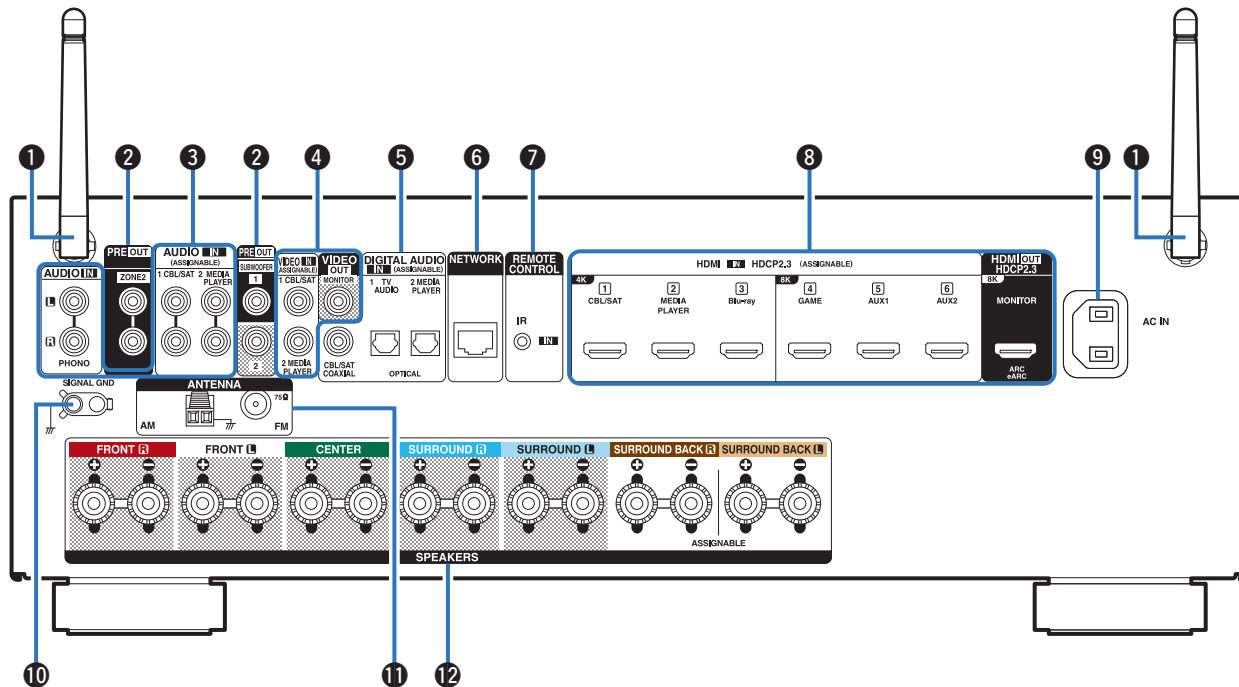 1 2 3 2 4 5 6 7 8 9 1
AUDIO IN
L
R
PHONO
PRE OUT
ZONE2
AUDIO IN
(ASSIGNABLE)
1 CBL/SAT 2 MEDIA PLAYER
PRE OUT
SUBWOOFER
1
2
VIDEO IN
(ASSIGNABLE)
1 CBL/SAT
2 MEDIA PLAYER
VIDEO OUT
MONITOR
CBL/SAT
COAXIAL
DIGITAL AUDIO
IN (ASSIGNABLE)
1 TV AUDIO 2 MEDIA PLAYER
OPTICAL
NETWORK
REMOTE CONTROL
IR
IN
HDMI IN HDCP2.3 (ASSIGNABLE)
4K
1 CBL/SAT
2 MEDIA PLAYER
3 Blu-ray
8K
4 GAME
5 AUX1
6 AUX2
HDMI OUT
HDCP2.3
8K
MONITOR
ARC
eARC
AC IN
SIGNAL GND
ANTENNA
AM
75Ω
FM
FRONT R
FRONT L
CENTER
SURROUND R
SURROUND L
SURROUND BACK R
SURROUND BACK L
+ − + − + − + − + − + − + −
ASSIGNABLE
SPEAKERS
10 11 12